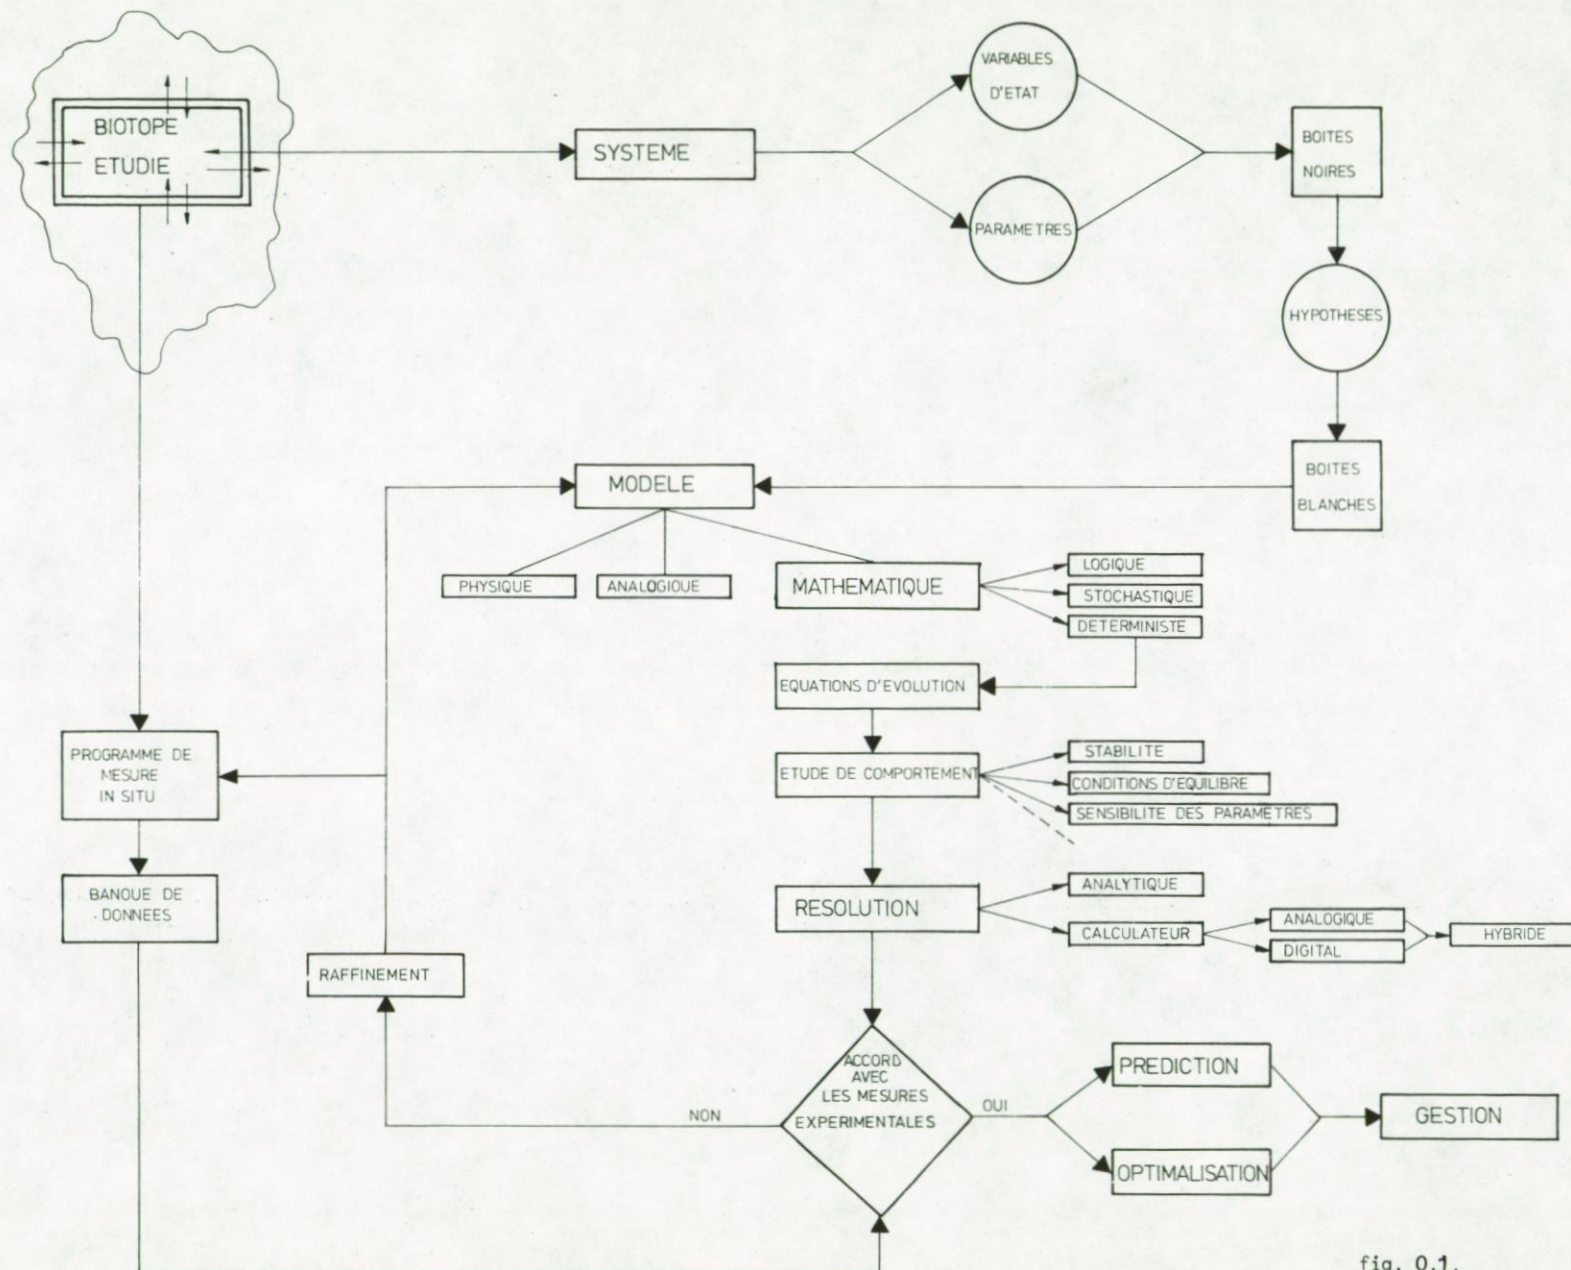 BIOTOPE
ETUDIE
SYSTEME
VARIABLES
D'ETAT
PARAMETRES
BOITES
NOIRES
HYPOTHESES
BOITES
BLANCHES
MODELE
PHYSIQUE
ANALOGIOUE
MATHEMATIQUE
LOGIQUE
STOCHASTIQUE
DETERMINISTE
EQUATIONS D'EVOLUTION
ETUDE DE COMPORTEMENT
STABILITE
CONDITIONS D'EQUILIBRE
SENSIBILITE DES PARAMETRES
PROGRAMME DE
MESURE
IN SITU
BANOUE DE
DONNEES
RESOLUTION
ANALYTIQUE
CALCULATEUR
ANALOGIQUE
DIGITAL
HYBRIDE
RAFFINEMENT
ACCORD
AVEC
LES MESURES
EXPERIMENTALES
NON
OUI
PREDICTION
OPTIMALISATION
GESTION
fig. 0.1.